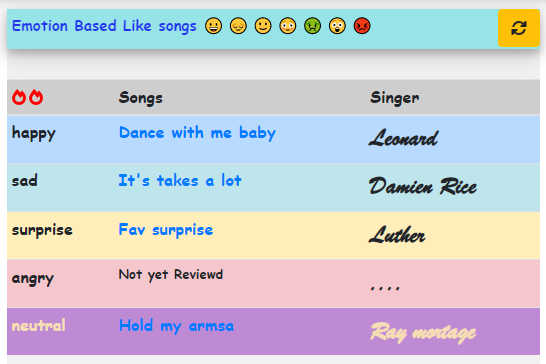 Emotion Based Like songs 😀 😞 🙂 😳 🤢 😲 😡
Songs Singer
happy Dance with me baby Leonard
sad It's takes a lot Damien Rice
surprise Fav surprise Luther
angry Not yet Reviewd ....
neutral Hold my armsa Ray mortage